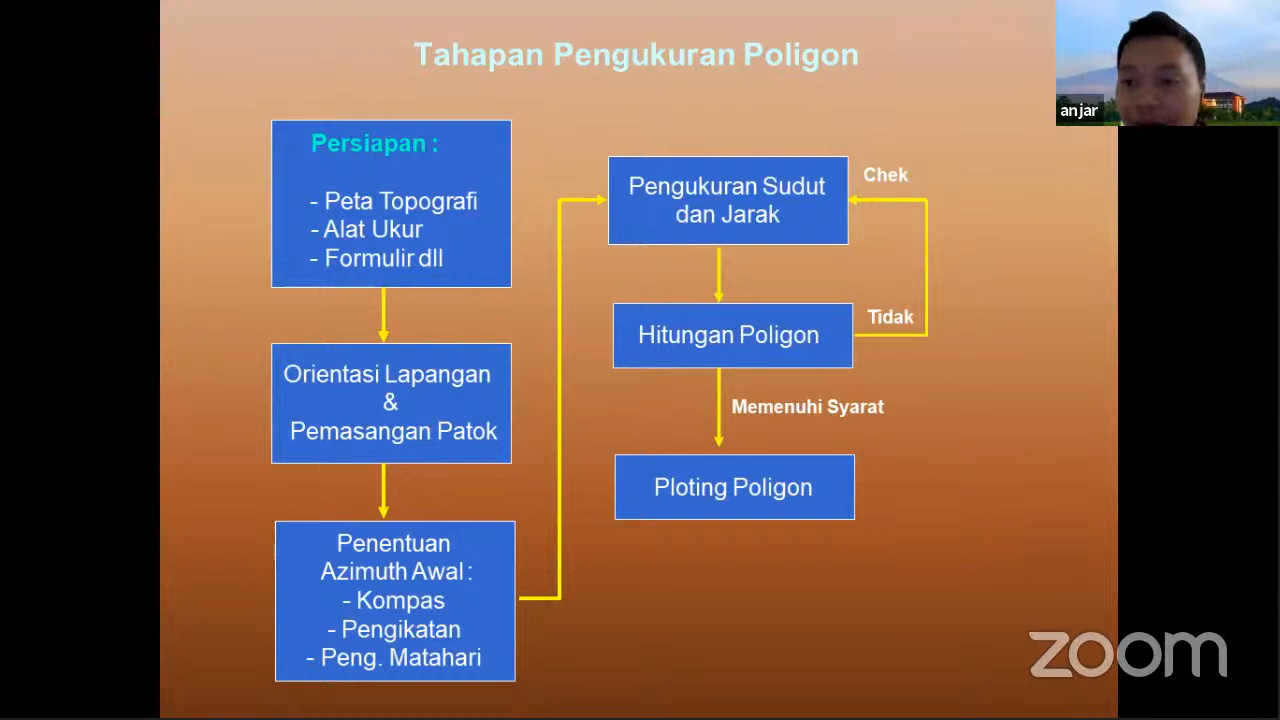 Tahapan Pengukuran Poligon
anjar
Persiapan :
- Peta Topografi
- Alat Ukur
- Formulir dll
Orientasi Lapangan
&
Pemasangan Patok
Penentuan
Azimuth Awal :
- Kompas
- Pengikatan
- Peng. Matahari
Pengukuran Sudut
dan Jarak
Chek
Hitungan Poligon
Tidak
Memenuhi Syarat
Ploting Poligon
zoom